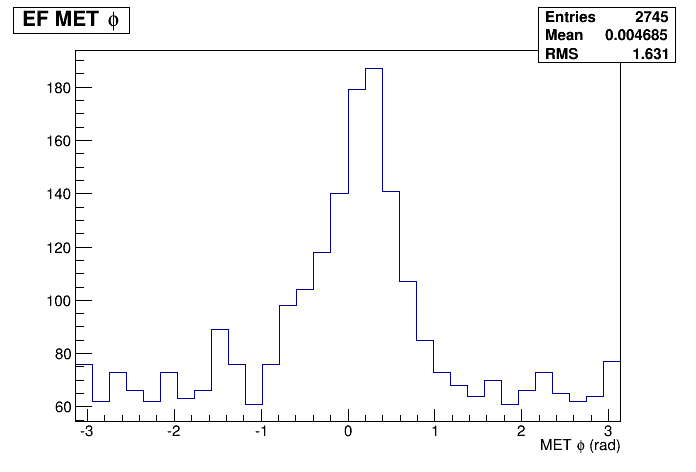 EF MET ϕ
Entries 2745
Mean 0.004685
RMS 1.631
180
160
140
120
100
80
60
-3 -2 -1 0 1 2 3
MET ϕ (rad)